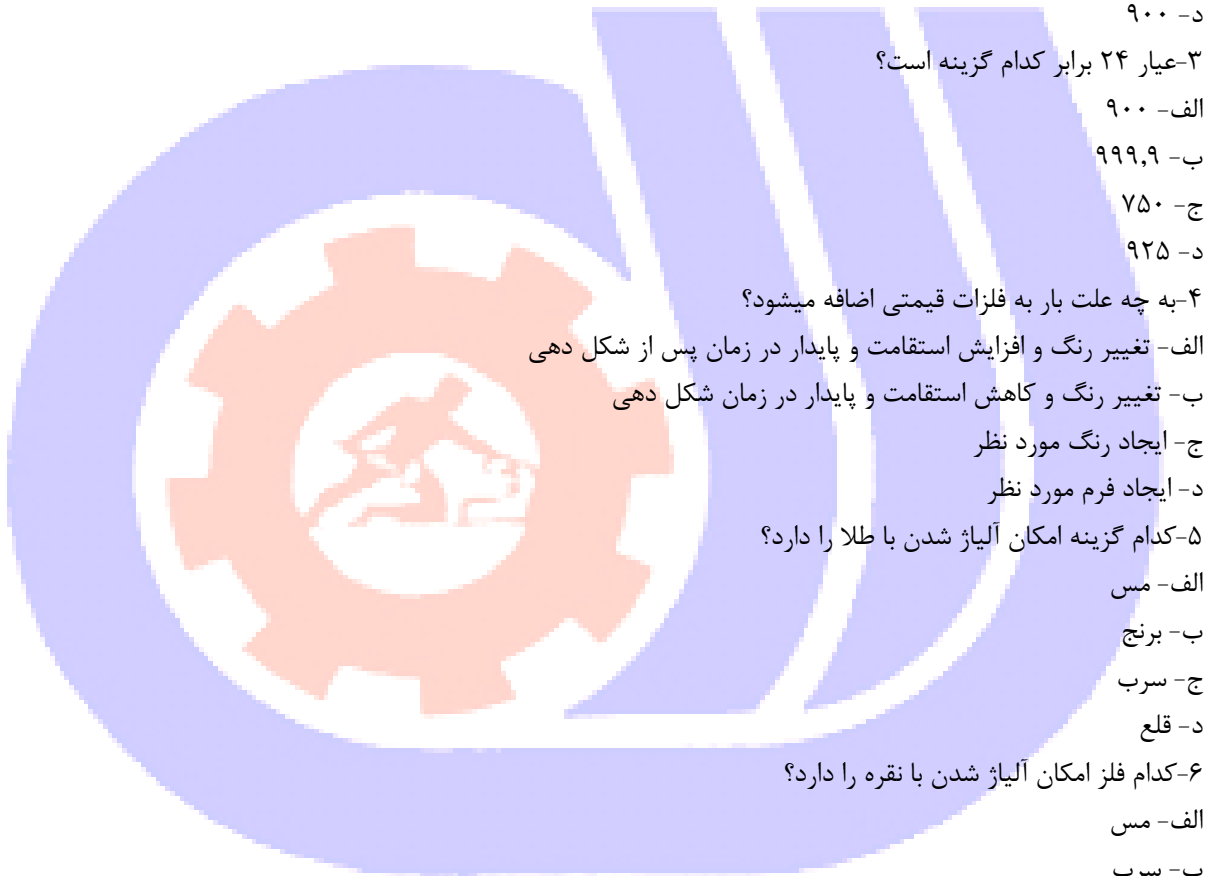 د- ۹۰۰
۳-عیار ۲۴ برابر کدام گزینه است؟
الف- ۹۰۰
ب- ۹۹۹,۹
ج- ۷۵۰
د- ۹۲۵
۴-به چه علت بار به فلزات قیمتی اضافه میشود؟
الف- تغییر رنگ و افزایش استقامت و پایدار در زمان پس از شکل دهی
ب- تغییر رنگ و کاهش استقامت و پایدار در زمان شکل دهی
ج- ایجاد رنگ مورد نظر
د- ایجاد فرم مورد نظر
۵-کدام گزینه امکان آلیاژ شدن با طلا را دارد؟
الف- مس
ب- برنج
ج- سرب
د- قلع
۶-کدام فلز امکان آلیاژ شدن با نقره را دارد؟
الف- مس
ب- سرب